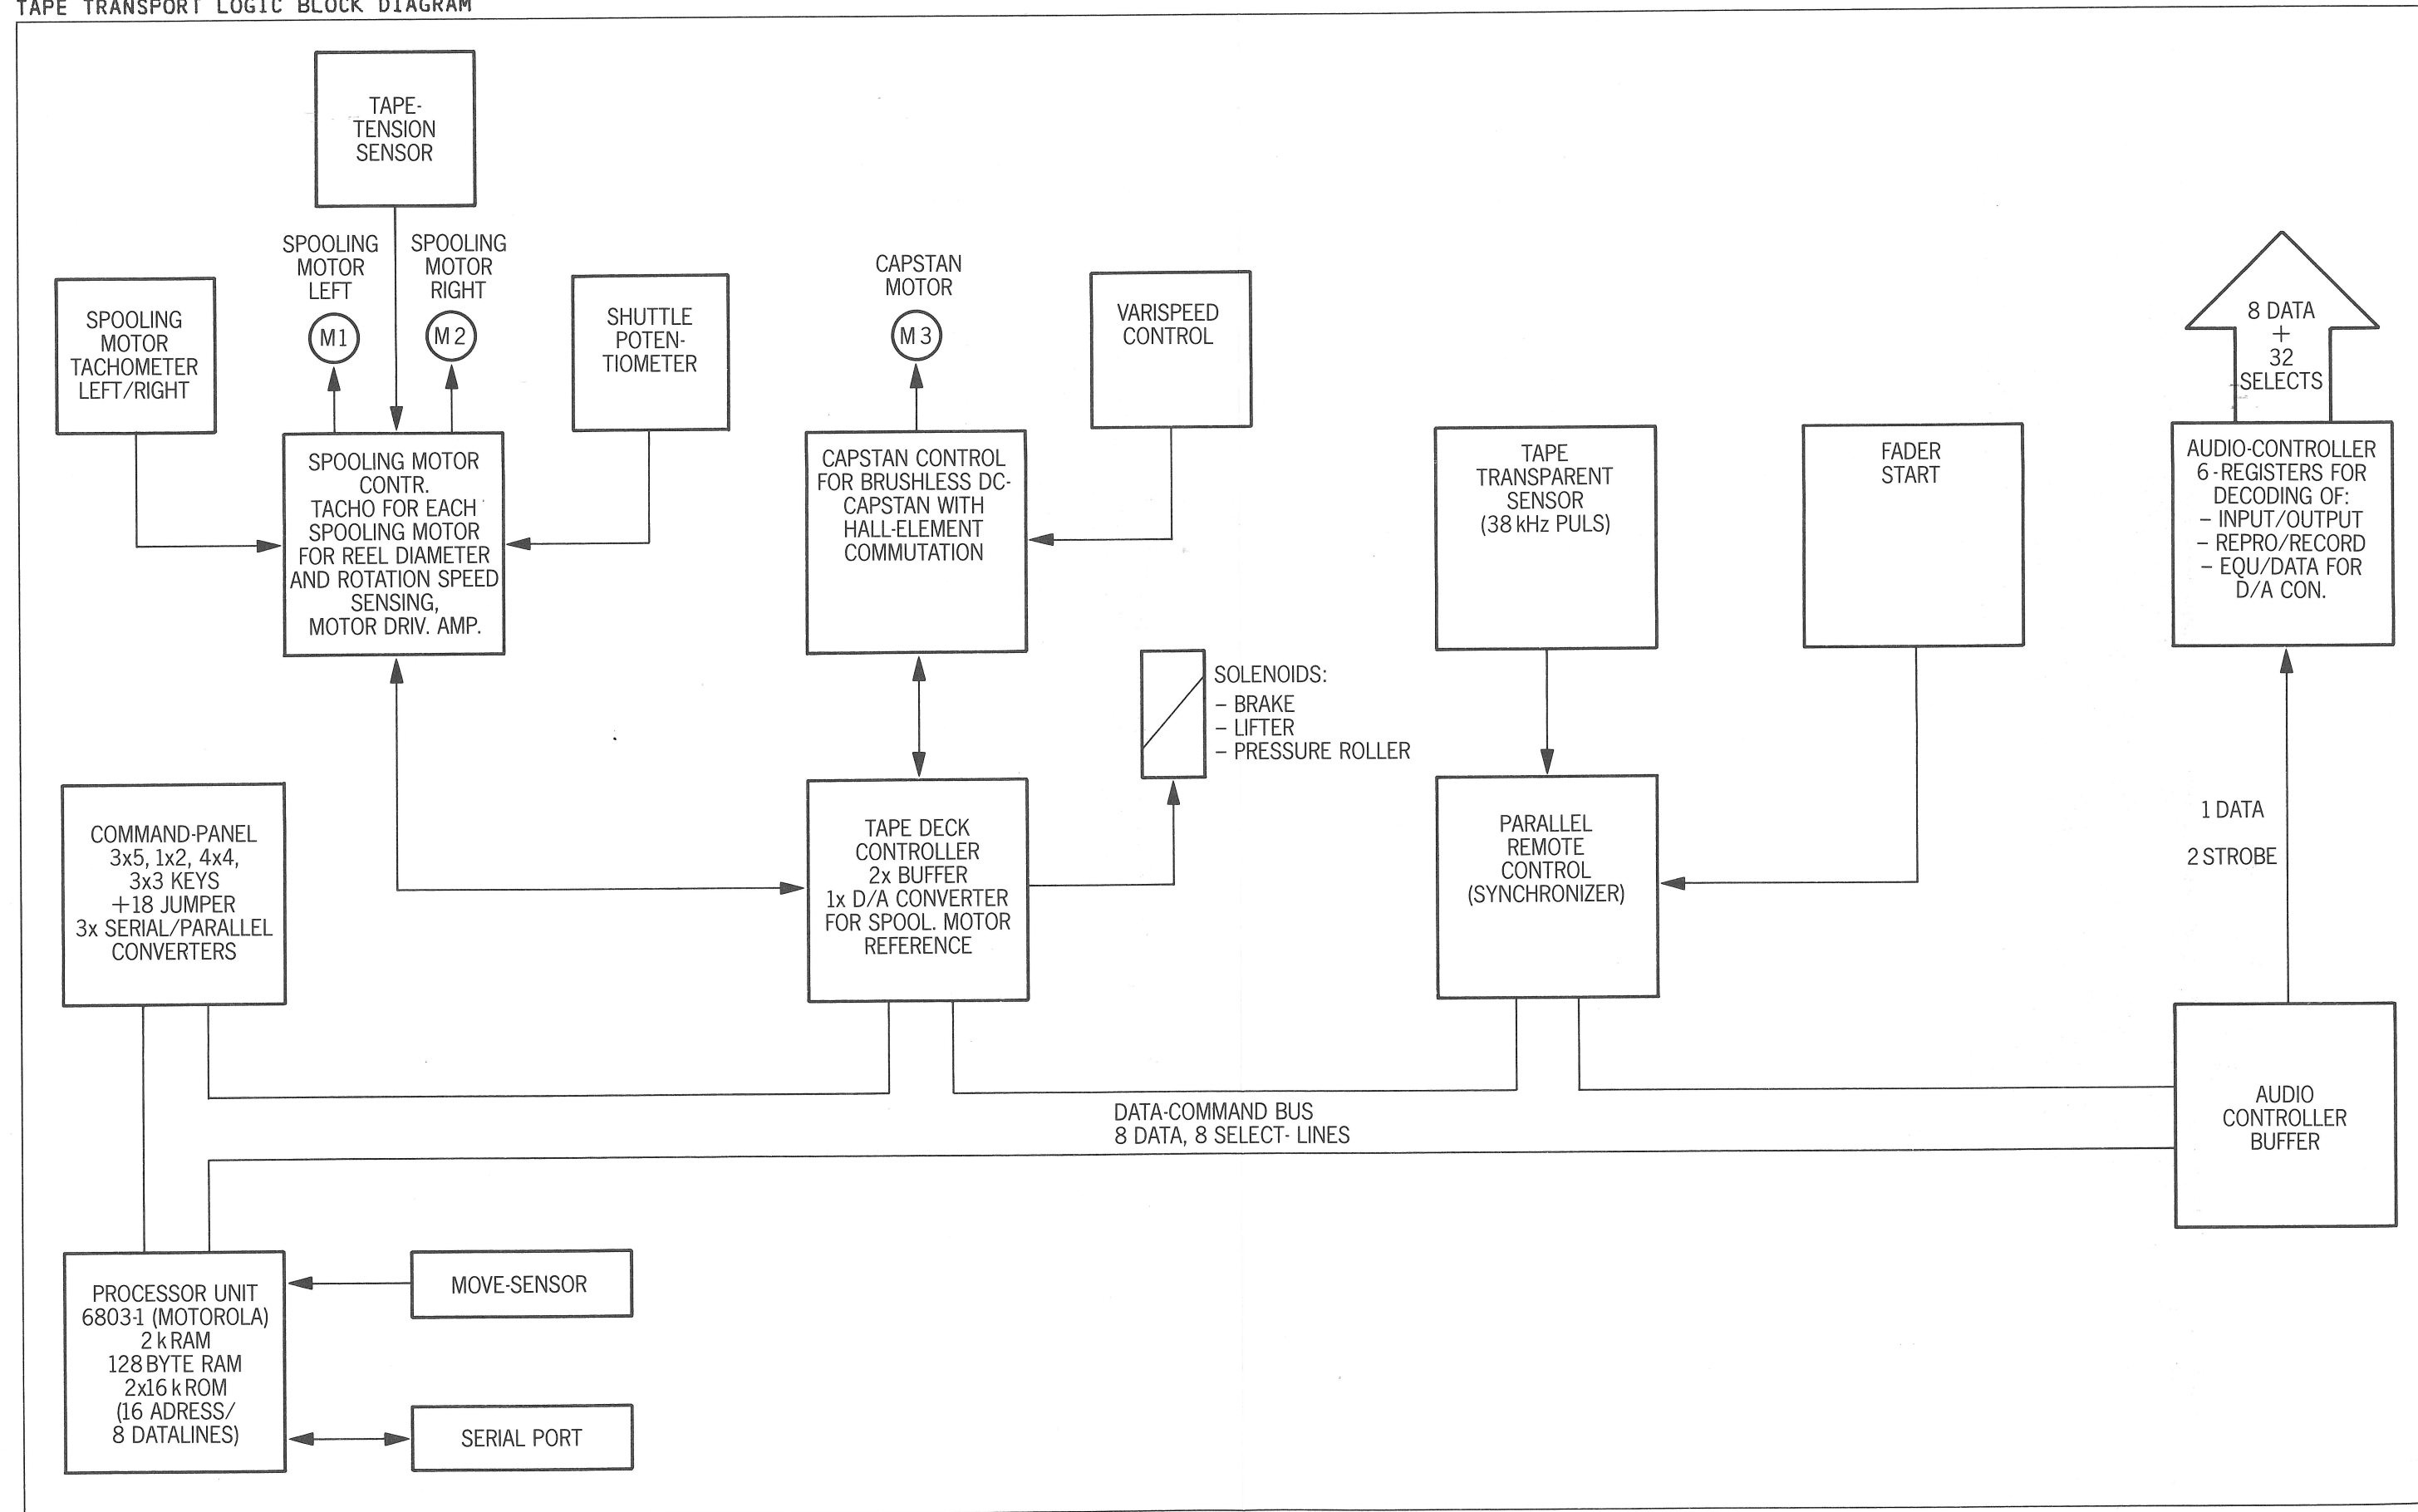 TAPE TRANSPORT LOGIC BLOCK DIAGRAM
TAPE-
TENSION
SENSOR
SPOOLING
MOTOR
LEFT
SPOOLING
MOTOR
RIGHT
M1
M2
SPOOLING
MOTOR
TACHOMETER
LEFT/RIGHT
SHUTTLE
POTEN-
TIOMETER
CAPSTAN
MOTOR
M3
VARISPEED
CONTROL
8 DATA
+
32
SELECTS
SPOOLING MOTOR
CONTR.
TACHO FOR EACH
SPOOLING MOTOR
FOR REEL DIAMETER
AND ROTATION SPEED
SENSING,
MOTOR DRIV. AMP.
CAPSTAN CONTROL
FOR BRUSHLESS DC-
CAPSTAN WITH
HALL-ELEMENT
COMMUTATION
TAPE
TRANSPARENT
SENSOR
(38 kHz PULS)
FADER
START
AUDIO-CONTROLLER
6-REGISTERS FOR
DECODING OF:
– INPUT/OUTPUT
– REPRO/RECORD
– EQU/DATA FOR
D/A CON.
SOLENOIDS:
– BRAKE
– LIFTER
– PRESSURE ROLLER
COMMAND-PANEL
3x5, 1x2, 4x4,
3x3 KEYS
+18 JUMPER
3x SERIAL/PARALLEL
CONVERTERS
TAPE DECK
CONTROLLER
2x BUFFER
1x D/A CONVERTER
FOR SPOOL. MOTOR
REFERENCE
PARALLEL
REMOTE
CONTROL
(SYNCHRONIZER)
1 DATA
2 STROBE
DATA-COMMAND BUS
8 DATA, 8 SELECT- LINES
AUDIO
CONTROLLER
BUFFER
PROCESSOR UNIT
6803-1 (MOTOROLA)
2 k RAM
128 BYTE RAM
2x16 k ROM
(16 ADRESS/
8 DATALINES)
MOVE-SENSOR
SERIAL PORT